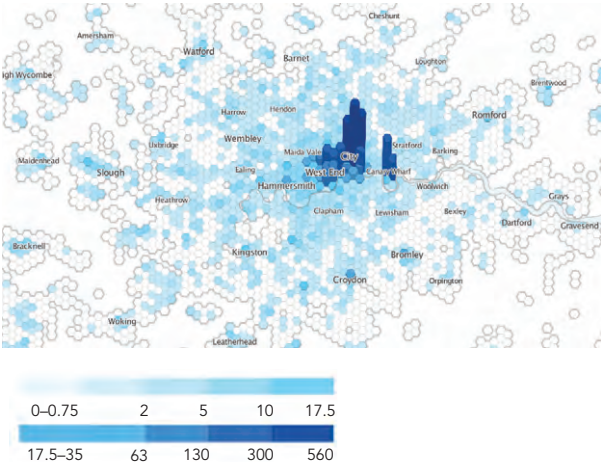 Cheshunt
Amersham
Watford
Barnet
Loughton
igh Wycombe
Brentwood
Harrow
Hendon
Romford
Wembley
Maida Vale
City
Stratford
Barking
Uxbridge
Maidenhead
Slough
Ealing
West End
Canary Wharf
Hammersmith
Woolwich
Heathrow
Grays
Clapham
Lewisham
Bexley
Dartford
Gravesend
Bracknell
Kingston
Bromley
Croydon
Orpington
Woking
Leatherhead
0–0.75 2 5 10 17.5
17.5–35 63 130 300 560